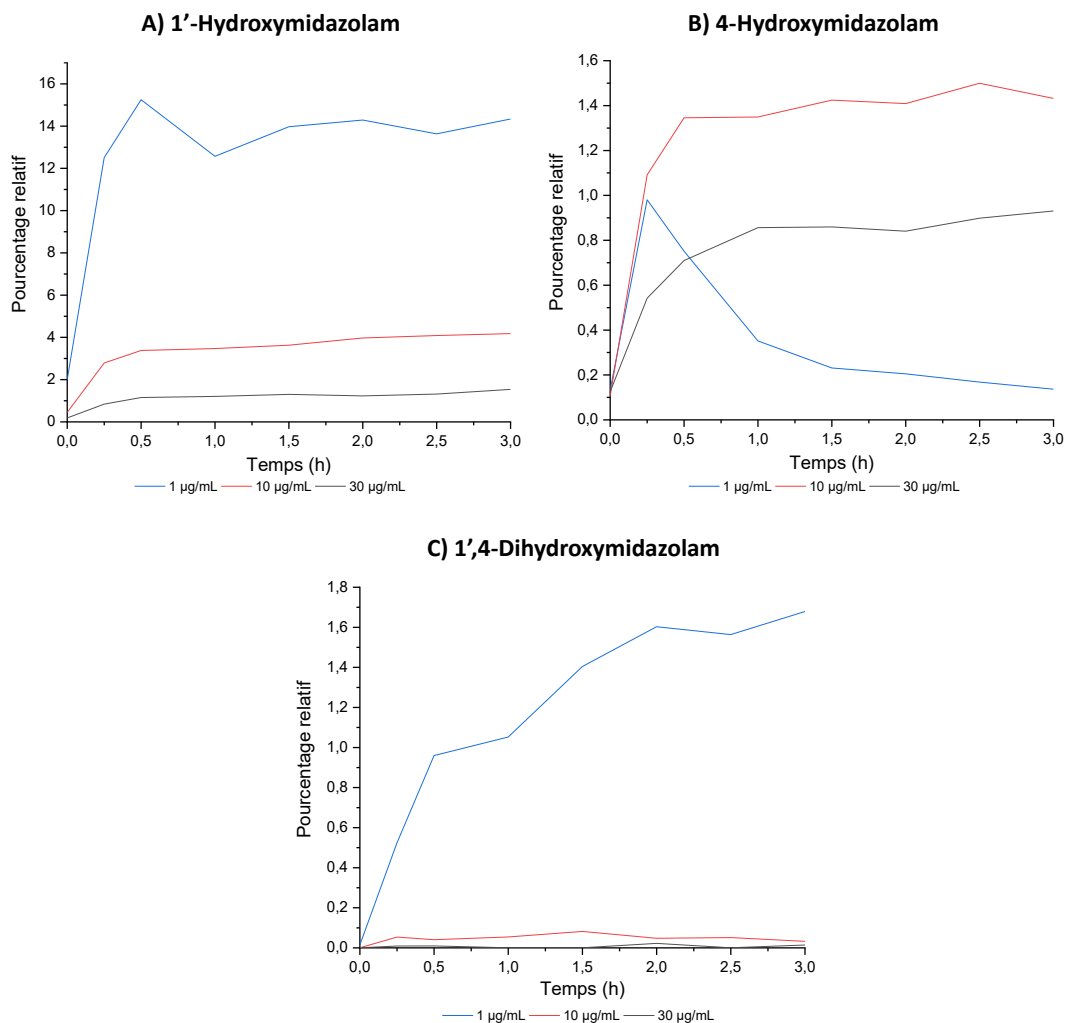 A) 1’-Hydroxymidazolam
Pourcentage relatif
16
14
12
10
8
6
4
2
0
0,0 0,5 1,0 1,5 2,0 2,5 3,0
Temps (h)
1 µg/mL 10 µg/mL 30 µg/mL
B) 4-Hydroxymidazolam
Pourcentage relatif
1,6
1,4
1,2
1,0
0,8
0,6
0,4
0,2
0,0
0,0 0,5 1,0 1,5 2,0 2,5 3,0
Temps (h)
1 µg/mL 10 µg/mL 30 µg/mL
C) 1’,4-Dihydroxymidazolam
Pourcentage relatif
1,8
1,6
1,4
1,2
1,0
0,8
0,6
0,4
0,2
0,0
0,0 0,5 1,0 1,5 2,0 2,5 3,0
Temps (h)
1 µg/mL 10 µg/mL 30 µg/mL